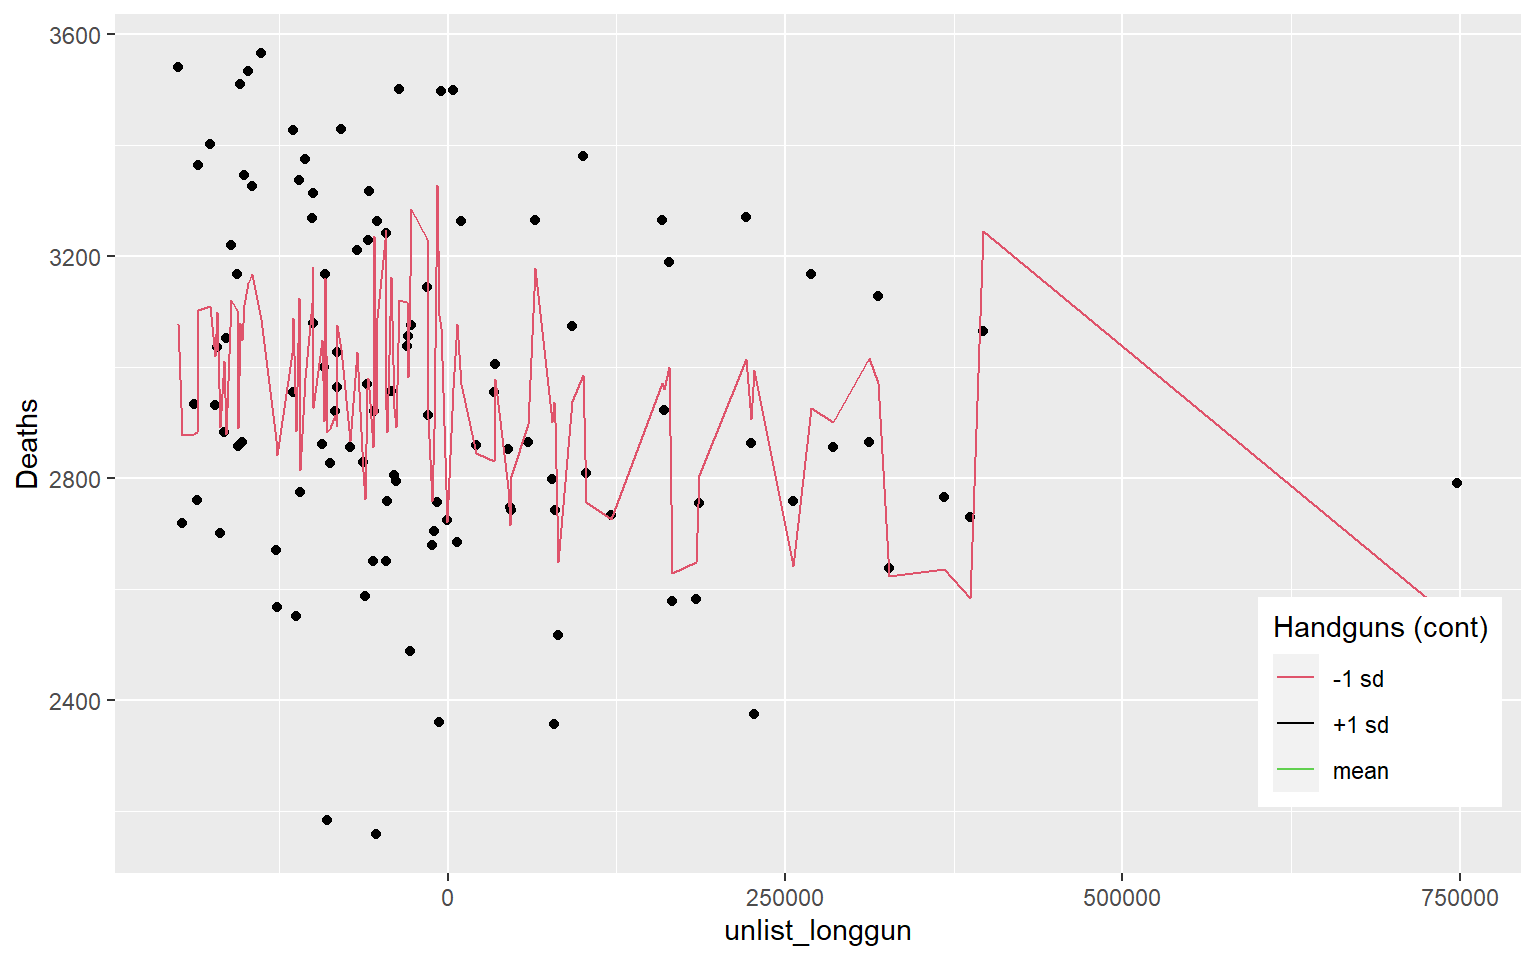 3600
3200
2800
2400
Deaths
0
250000
500000
750000
unlist_longgun
Handguns (cont)
-1 sd
+1 sd
mean